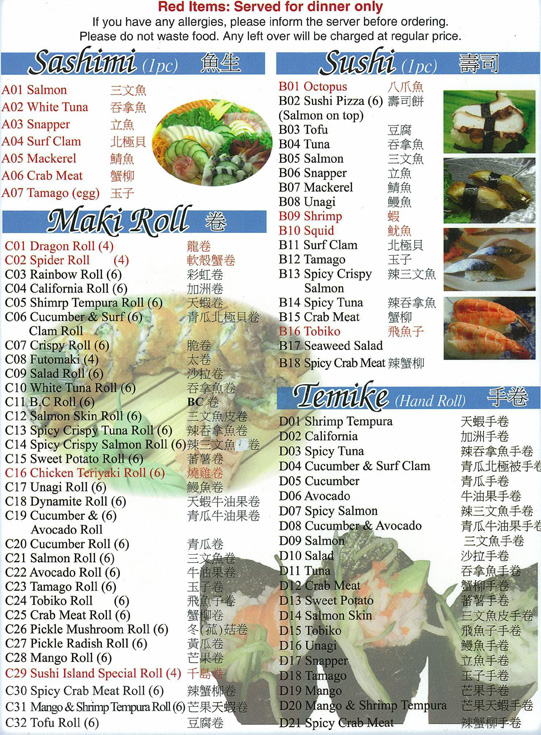 Red Items: Served for dinner only
If you have any allergies, please inform the server before ordering.
Please do not waste food. Any left over will be charged at regular price.
Sashimi (1pc) 魚生
A01 Salmon 三文魚
A02 White Tuna 吞拿魚
A03 Snapper 立魚
A04 Surf Clam 北極貝
A05 Mackerel 鯖魚
A06 Crab Meat 蟹柳
A07 Tamago (egg) 玉子
Maki Roll 卷
C01 Dragon Roll (4) 龍卷
C02 Spider Roll (4) 軟殼蟹卷
C03 Rainbow Roll (6) 彩虹卷
C04 California Roll (6) 加洲卷
C05 Shimrp Tempura Roll (6) 天蝦卷
C06 Cucumber & Surf (6) 青瓜北極貝卷
Clam Roll
C07 Crispy Roll (6) 脆卷
C08 Futomaki (4) 太卷
C09 Salad Roll (6) 沙拉卷
C10 White Tuna Roll (6) 吞拿魚卷
C11 B,C Roll (6) BC 卷
C12 Salmon Skin Roll (6) 三文魚皮卷
C13 Spicy Crispy Tuna Roll (6) 辣吞拿魚卷
C14 Spicy Crispy Salmon Roll (6) 辣三文魚 卷
C15 Sweet Potato Roll (6) 蕃薯卷
C16 Chicken Teriyaki Roll (6) 燒雞卷
C17 Unagi Roll (6) 鰻魚卷
C18 Dynamite Roll (6) 天蝦牛油果卷
C19 Cucumber & (6) 青瓜牛油果卷
Avocado Roll
C20 Cucumber Roll (6) 青瓜卷
C21 Salmon Roll (6) 三文魚卷
C22 Avocado Roll (6) 牛油果卷
C23 Tamago Roll (6) 玉子卷
C24 Tobiko Roll (6) 飛魚子卷
C25 Crab Meat Roll (6) 蟹柳卷
C26 Pickle Mushroom Roll (6) 冬(菰)菇卷
C27 Pickle Radish Roll (6) 黃瓜卷
C28 Mango Roll (6) 芒果卷
C29 Sushi Island Special Roll (4) 千島卷
C30 Spicy Crab Meat Roll (6) 辣蟹柳卷
C31 Mango & Shrimp Tempura Roll(6) 芒果天蝦卷
C32 Tofu Roll (6) 豆腐卷
Sushi (1pc) 壽司
B01 Octopus 八爪魚
B02 Sushi Pizza (6) 壽司餅
(Salmon on top)
B03 Tofu 豆腐
B04 Tuna 吞拿魚
B05 Salmon 三文魚
B06 Snapper 立魚
B07 Mackerel 鯖魚
B08 Unagi 鰻魚
B09 Shrimp 蝦
B10 Squid 魷魚
B11 Surf Clam 北極貝
B12 Tamago 玉子
B13 Spicy Crispy 辣三文魚
Salmon
B14 Spicy Tuna 辣吞拿魚
B15 Crab Meat 蟹柳
B16 Tobiko 飛魚子
B17 Seaweed Salad
B18 Spicy Crab Meat 辣蟹柳
Temike (Hand Roll) 手卷
D01 Shrimp Tempura 天蝦手卷
D02 California 加洲手卷
D03 Spicy Tuna 辣吞拿魚手卷
D04 Cucumber & Surf Clam 青瓜北極被手卷
D05 Cucumber 青瓜手卷
D06 Avocado 牛油果手卷
D07 Spicy Salmon 辣三文魚手卷
D08 Cucumber & Avocado 青瓜牛油果手卷
D09 Salmon 三文魚手卷
D10 Salad 沙拉手卷
D11 Tuna 吞拿魚手卷
D12 Crab Meat 蟹柳手卷
D13 Sweet Potato 蕃薯手卷
D14 Salmon Skin 三文魚皮手卷
D15 Tobiko 飛魚子手卷
D16 Unagi 鰻魚手卷
D17 Snapper 立魚手卷
D18 Tamago 玉子手卷
D19 Mango 芒果手卷
D20 Mango & Shrimp Tempura 芒果天蝦手卷
D21 Spicy Crab Meat 辣蟹柳手卷